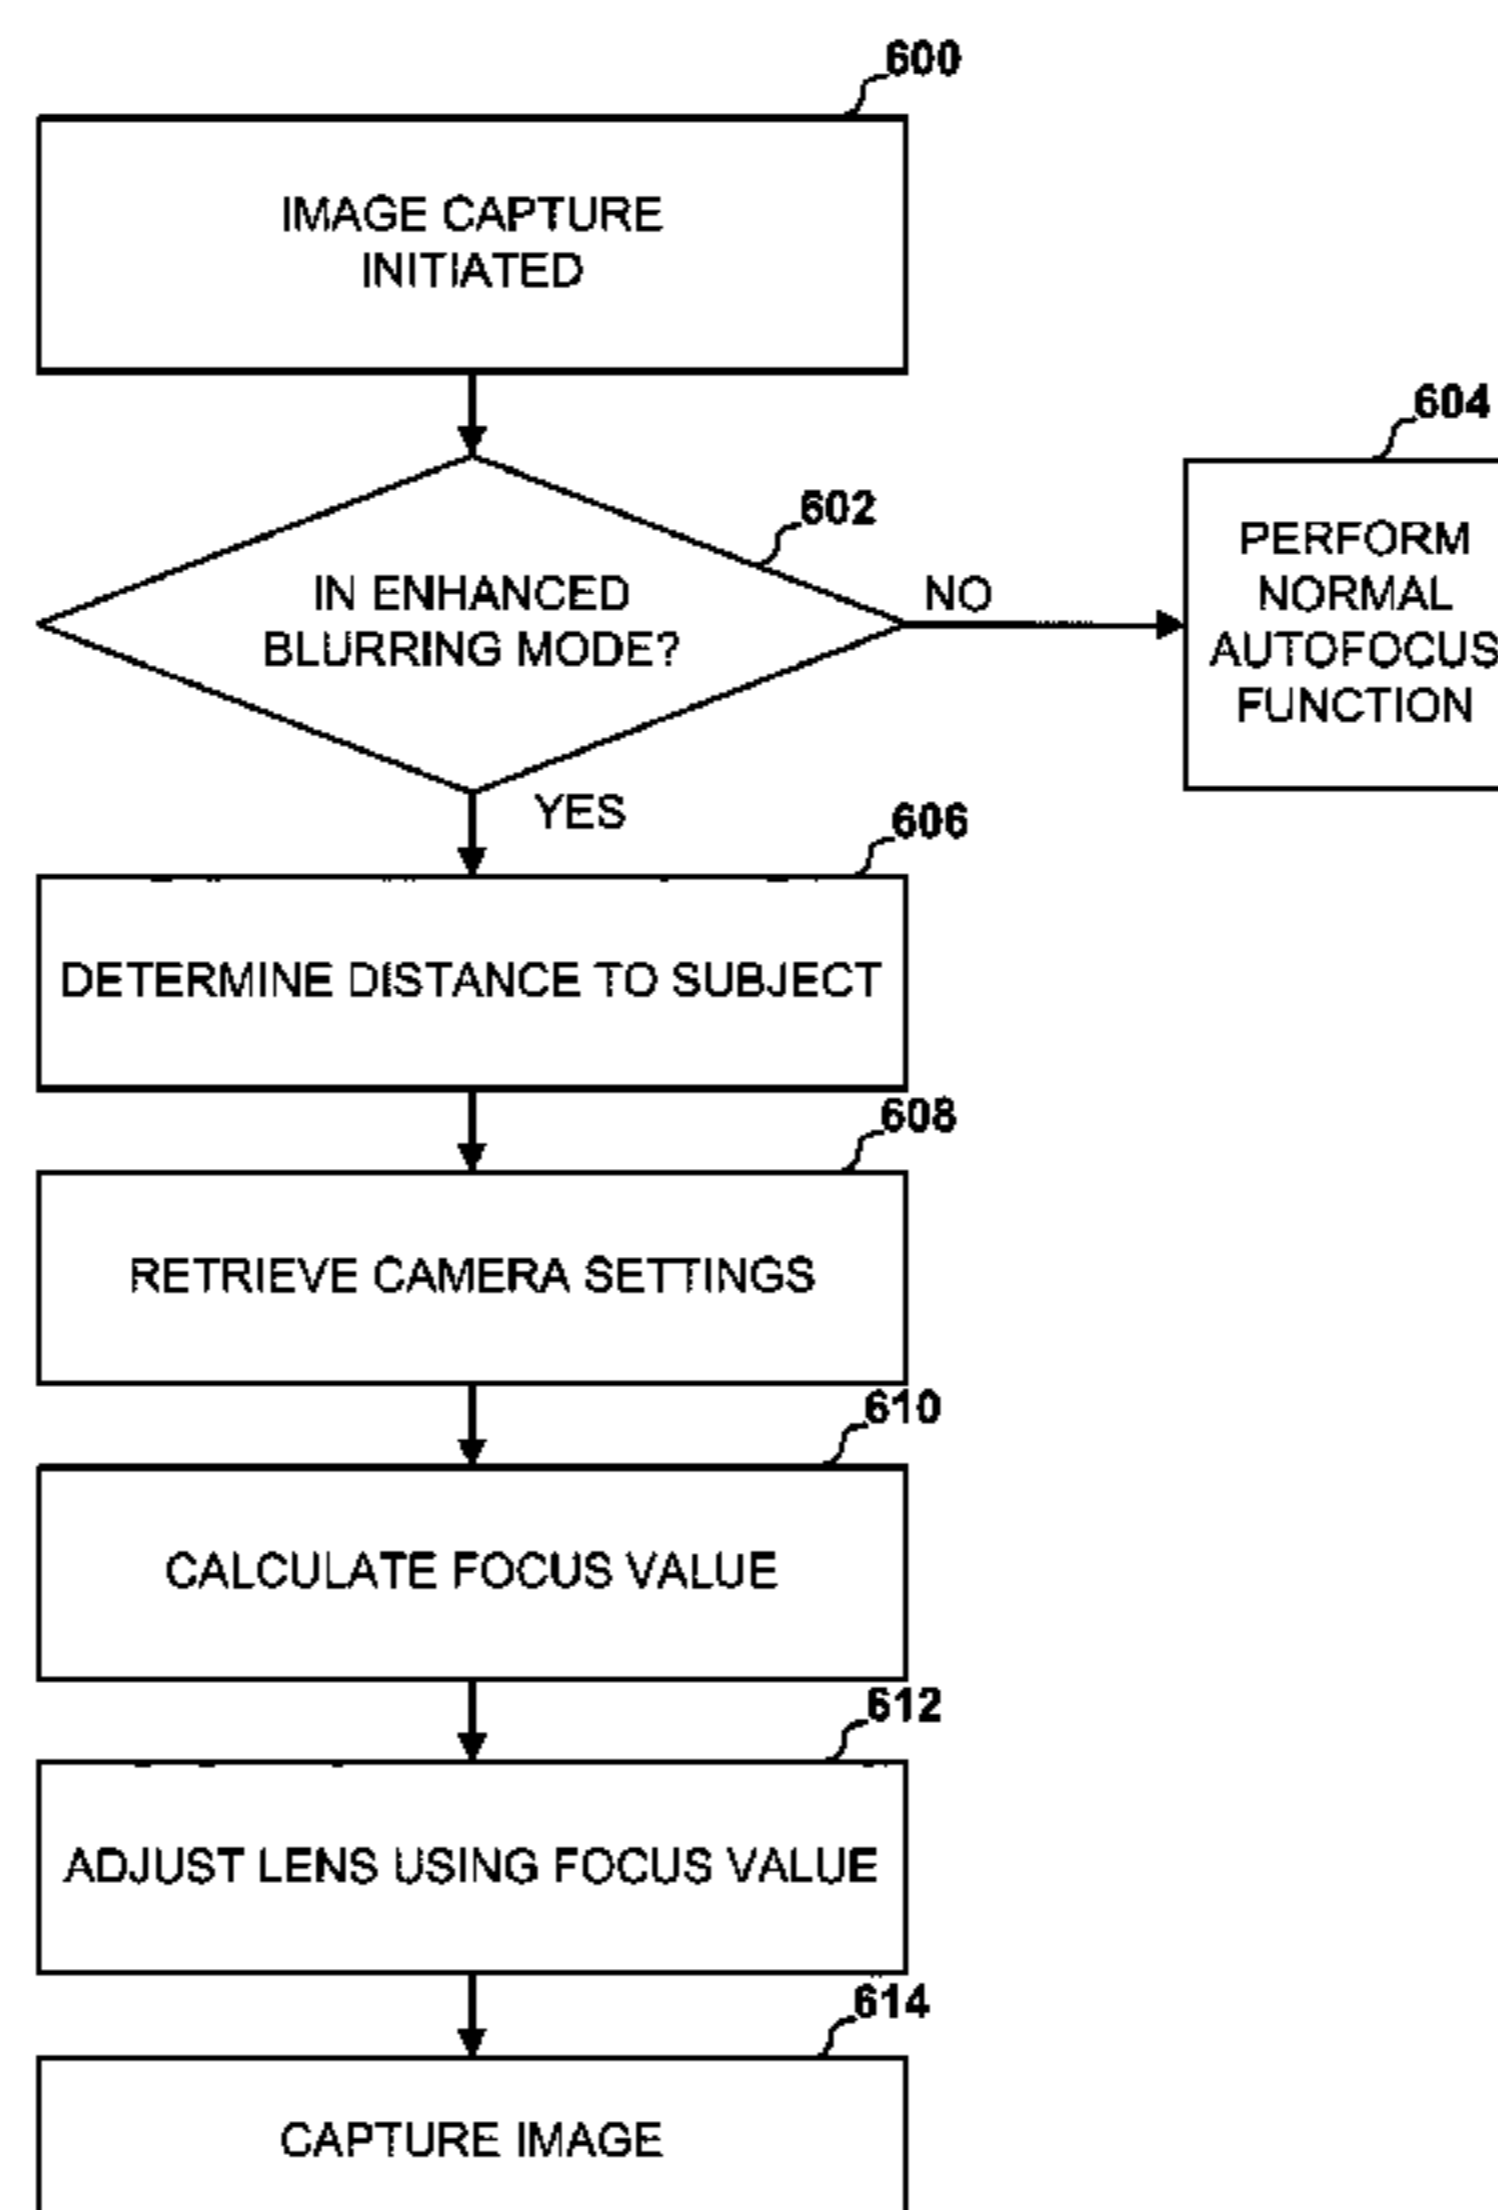 600
IMAGE CAPTURE
INITIATED
602
IN ENHANCED
BLURRING MODE?
NO
604
PERFORM
NORMAL
AUTOFOCUS
FUNCTION
YES
606
DETERMINE DISTANCE TO SUBJECT
608
RETRIEVE CAMERA SETTINGS
610
CALCULATE FOCUS VALUE
612
ADJUST LENS USING FOCUS VALUE
614
CAPTURE IMAGE